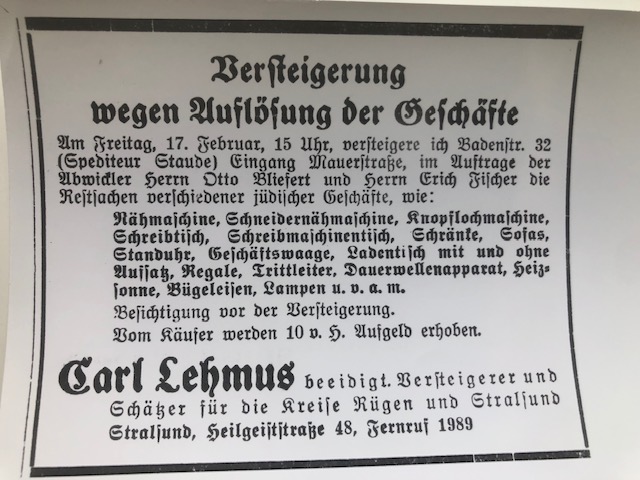 Versteigerung
wegen Auflösung der Geschäfte
Am Freitag, 17. Februar, 15 Uhr, versteigere ich Badenstr. 32
(Spediteur Staude) Eingang Mauerstraße, im Auftrage der
Abwickler Herrn Otto Bliefert und Herrn Erich Fischer die
Restsachen verschiedener jüdischer Geschäfte, wie:
Nähmaschine, Schneidernähmaschine, Knopflochmaschine,
Schreibtisch, Schreibmaschinentisch, Schränke, Sofas,
Standuhr, Geschäftswaage, Ladentisch mit und ohne
Aufsatz, Regale, Trittleiter, Dauerwellenapparat, Heiz-
sonne, Bügeleisen, Lampen u. v. a. m.
Besichtigung vor der Versteigerung.
Vom Käufer werden 10 v. H. Aufgeld erhoben.
Carl Lehmus beeidigt. Versteigerer und
Schätzer für die Kreise Rügen und Stralsund
Stralsund, Heilgeiststraße 48, Fernruf 1989